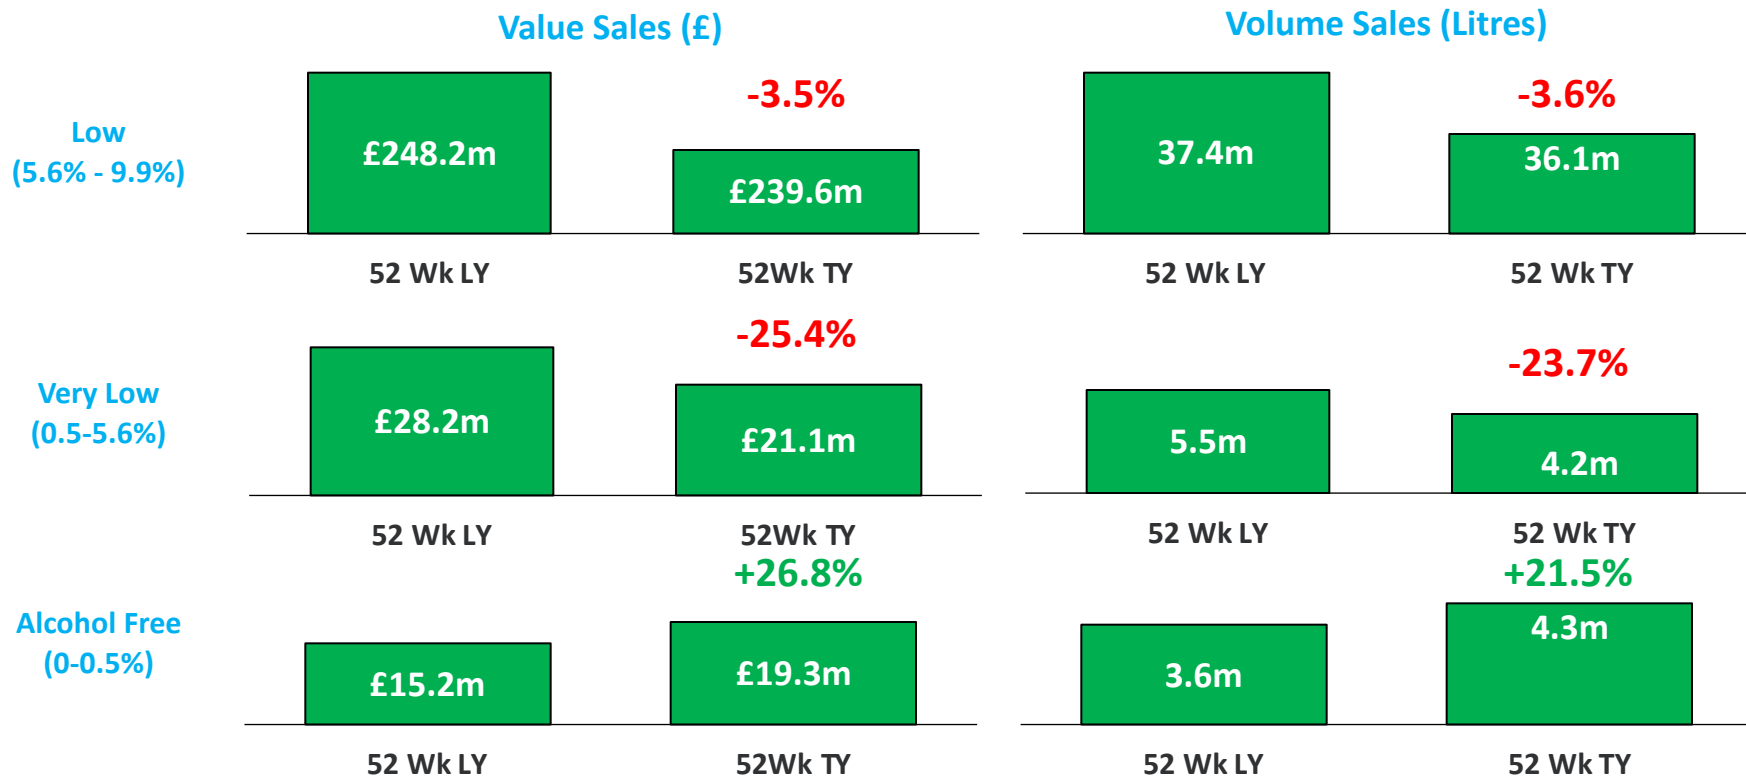 Value Sales (£)
Volume Sales (Litres)
Low
(5.6% - 9.9%)
£248.2m
-3.5%
£239.6m
37.4m
-3.6%
36.1m
52 Wk LY
52Wk TY
52 Wk LY
52 Wk TY
Very Low
(0.5-5.6%)
£28.2m
-25.4%
£21.1m
5.5m
-23.7%
4.2m
52 Wk LY
52Wk TY
52 Wk LY
52 Wk TY
Alcohol Free
(0-0.5%)
£15.2m
+26.8%
£19.3m
3.6m
+21.5%
4.3m
52 Wk LY
52Wk TY
52 Wk LY
52 Wk TY